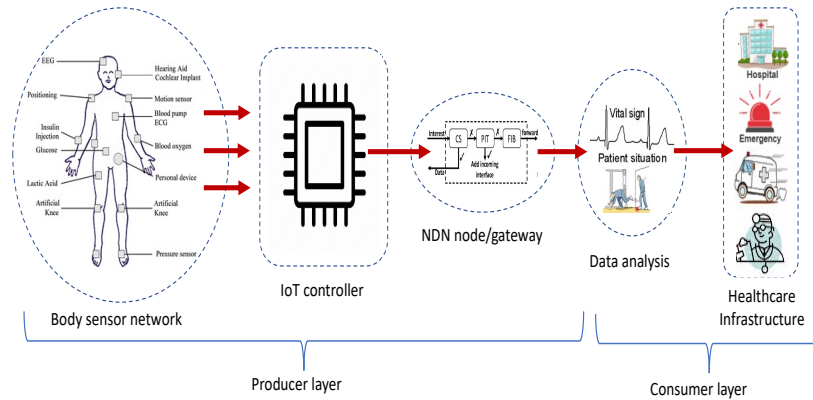 EEG
Hearing Aid
Cochlear Implant
Positioning
Motion sensor
Blood pump
ECG
Insulin
Injection
Blood oxygen
Glucose
Personal device
Lactic Acid
Artificial
Knee
Artificial
Knee
Pressure sensor
Body sensor network
IoT controller
Interest
CS
✗
PIT
✗
FIB
forward
✓
✓
Data
Add incoming
interface
NDN node/gateway
Vital sign
Patient situation
Data analysis
Hospital
Emergency
Healthcare
Infrastructure
Producer layer
Consumer layer